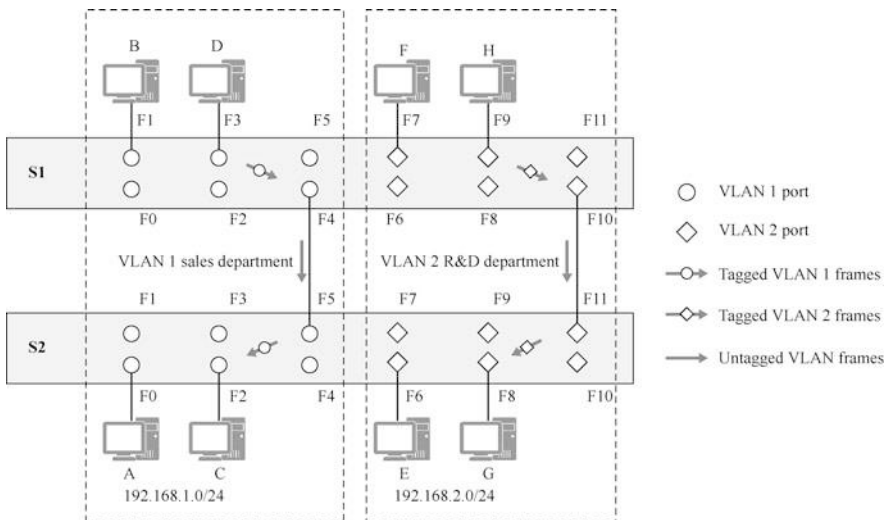 B D F H
F1 F3 F5 F7 F9 F11
S1
F0 F2 F4 F6 F8 F10
VLAN 1 port
VLAN 2 port
VLAN 1 sales department VLAN 2 R&D department
Tagged VLAN 1 frames
F1 F3 F5 F7 F9 F11
Tagged VLAN 2 frames
S2
Untagged VLAN frames
F0 F2 F4 F6 F8 F10
A C E G
192.168.1.0/24 192.168.2.0/24